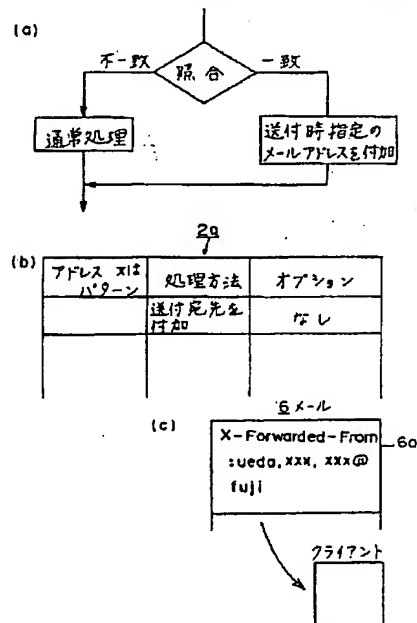 (a)
不一致
照合
一致
通常処理
送付時指定の
メールアドレスを付加
2a
(b)
アドレス又は
パターン
処理方法
オプション
送付宛先を
付加
なし
6メール
(c)
X-Forwarded-From
:ueda.xxx.xxx@
fuji
6a
クライアント